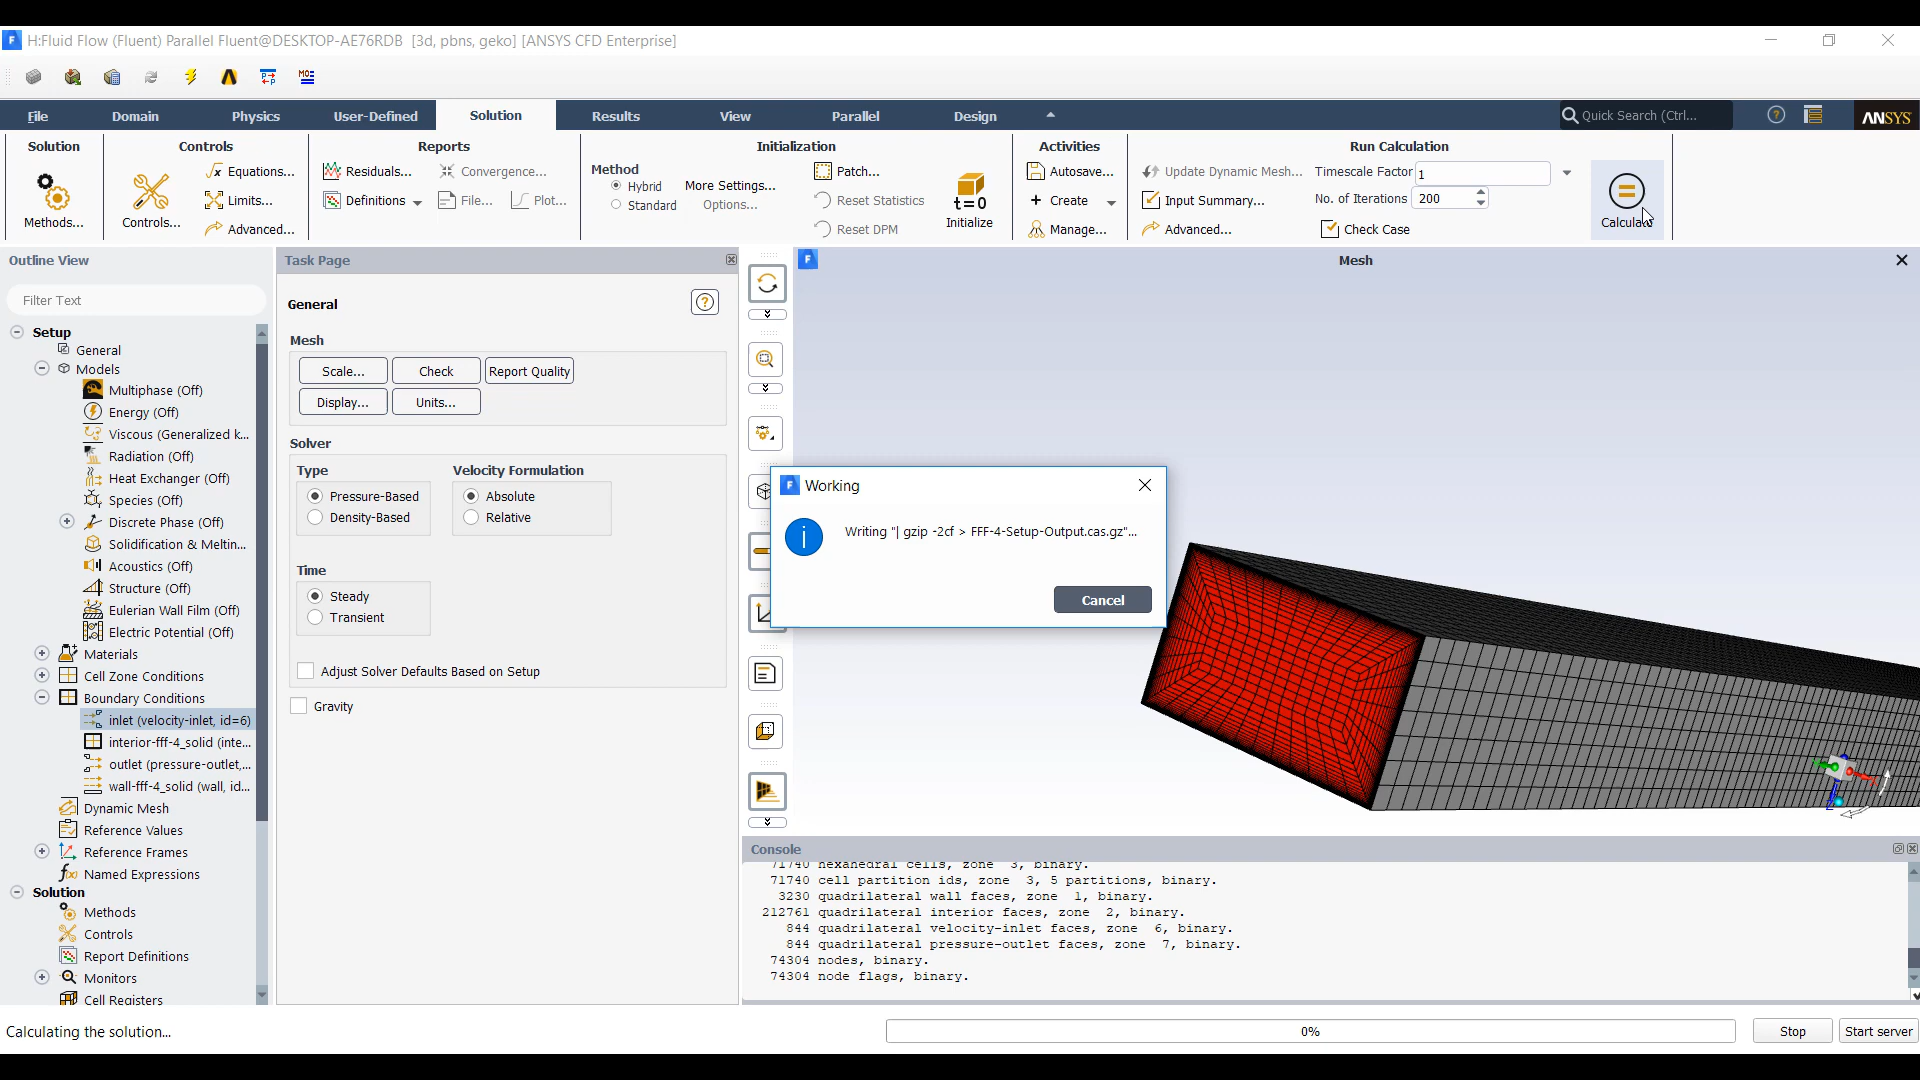 H:Fluid Flow (Fluent) Parallel Fluent@DESKTOP-AE76RDB [3d, pbns, geko] [ANSYS CFD Enterprise]
File Domain Physics User-Defined Solution Results View Parallel Design Quick Search (Ctrl... ANSYS
Solution
Methods...
Controls
Controls...
Equations...
Limits...
Advanced...
Reports
Residuals...
Convergence...
Definitions
File...
Plot...
Initialization
Method
Hybrid
Standard
More Settings...
Options...
Patch...
Reset Statistics
Reset DPM
t=0
Initialize
Activities
Autosave...
Create
Manage...
Run Calculation
Update Dynamic Mesh...
Timescale Factor 1
Input Summary...
No. of Iterations 200
Advanced...
Check Case
Calculate
Outline View
Filter Text
Setup
General
Models
Multiphase (Off)
Energy (Off)
Viscous (Generalized k...
Radiation (Off)
Heat Exchanger (Off)
Species (Off)
Discrete Phase (Off)
Solidification & Meltin...
Acoustics (Off)
Structure (Off)
Eulerian Wall Film (Off)
Electric Potential (Off)
Materials
Cell Zone Conditions
Boundary Conditions
inlet (velocity-inlet, id=6)
interior-fff-4_solid (inte...
outlet (pressure-outlet,...
wall-fff-4_solid (wall, id...
Dynamic Mesh
Reference Values
Reference Frames
Named Expressions
Solution
Methods
Controls
Report Definitions
Monitors
Cell Registers
Task Page
General
Mesh
Scale... Check Report Quality
Display... Units...
Solver
Type
Pressure-Based
Density-Based
Velocity Formulation
Absolute
Relative
Time
Steady
Transient
Adjust Solver Defaults Based on Setup
Gravity
Mesh
Working
Writing "| gzip -2cf > FFF-4-Setup-Output.cas.gz"...
Cancel
Console
71740 hexahedral cells, zone 3, binary.
71740 cell partition ids, zone 3, 5 partitions, binary.
3230 quadrilateral wall faces, zone 1, binary.
212761 quadrilateral interior faces, zone 2, binary.
844 quadrilateral velocity-inlet faces, zone 6, binary.
844 quadrilateral pressure-outlet faces, zone 7, binary.
74304 nodes, binary.
74304 node flags, binary.
Calculating the solution...
0%
Stop
Start server